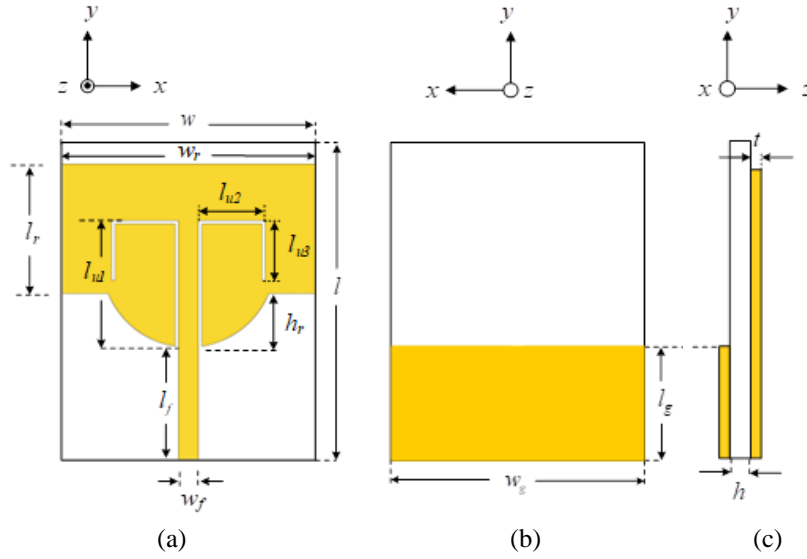 y
z x
w
w_r
l_r
l_u2
l_u1
l_u3
h_r
l
l_f
w_f
(a)
y
x z
l_g
w_g
(b)
y
x z
t
h
(c)